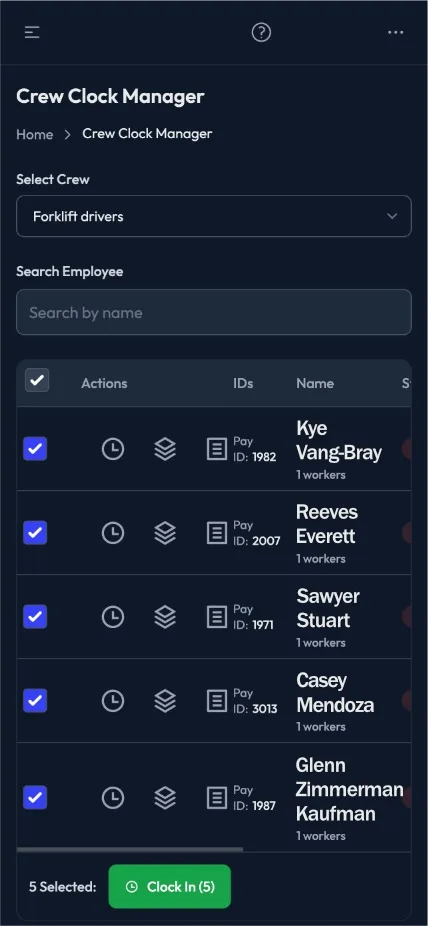 Crew Clock Manager
Home > Crew Clock Manager
Select Crew
Forklift drivers
Search Employee
Search by name
Actions IDs Name S
Pay ID: 1982
Kye Vang-Bray
1 workers
Pay ID: 2007
Reeves Everett
1 workers
Pay ID: 1971
Sawyer Stuart
1 workers
Pay ID: 3013
Casey Mendoza
1 workers
Pay ID: 1987
Glenn Zimmerman Kaufman
1 workers
5 Selected: Clock In (5)